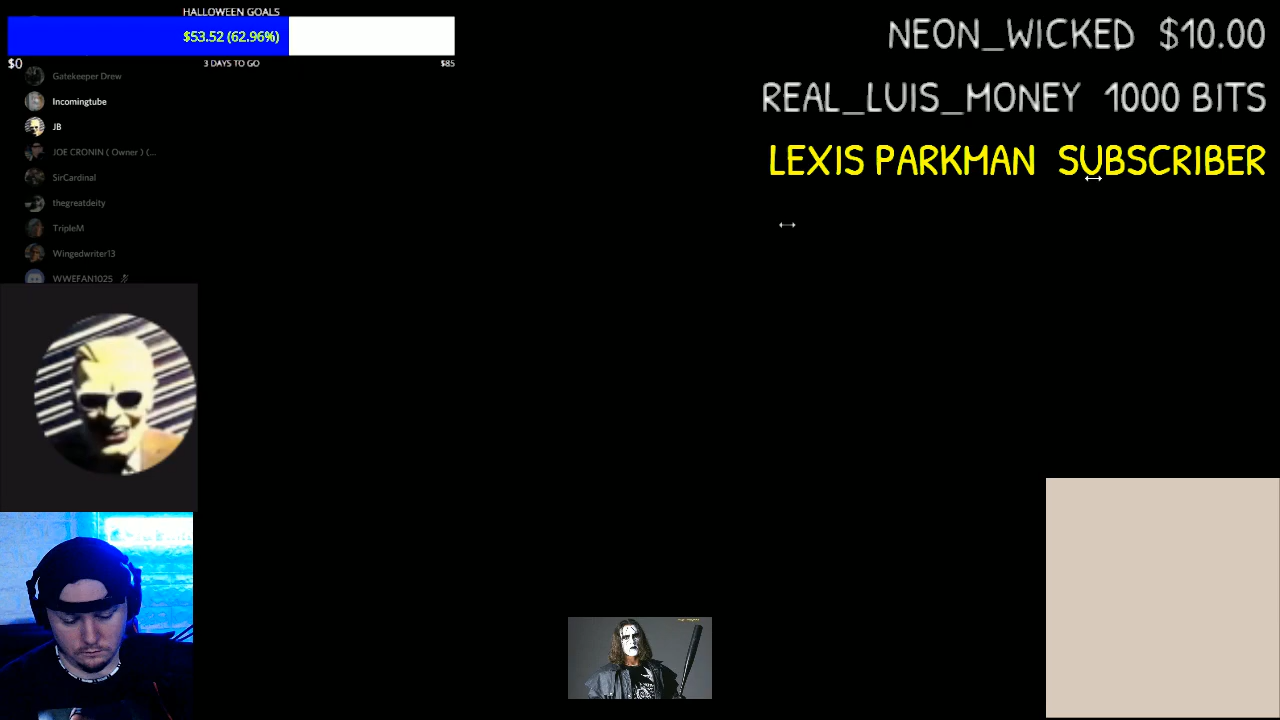 HALLOWEEN GOALS
$53.52 (62.96%)
$0 3 DAYS TO GO $85
Gatekeeper Drew
Incomingtube
JB
JOE CRONIN ( Owner ) (...
SirCardinal
thegreatdeity
TripleM
Wingedwriter13
WWEFAN1025
NEON_WICKED $10.00
REAL_LUIS_MONEY 1000 BITS
LEXIS PARKMAN SUBSCRIBER